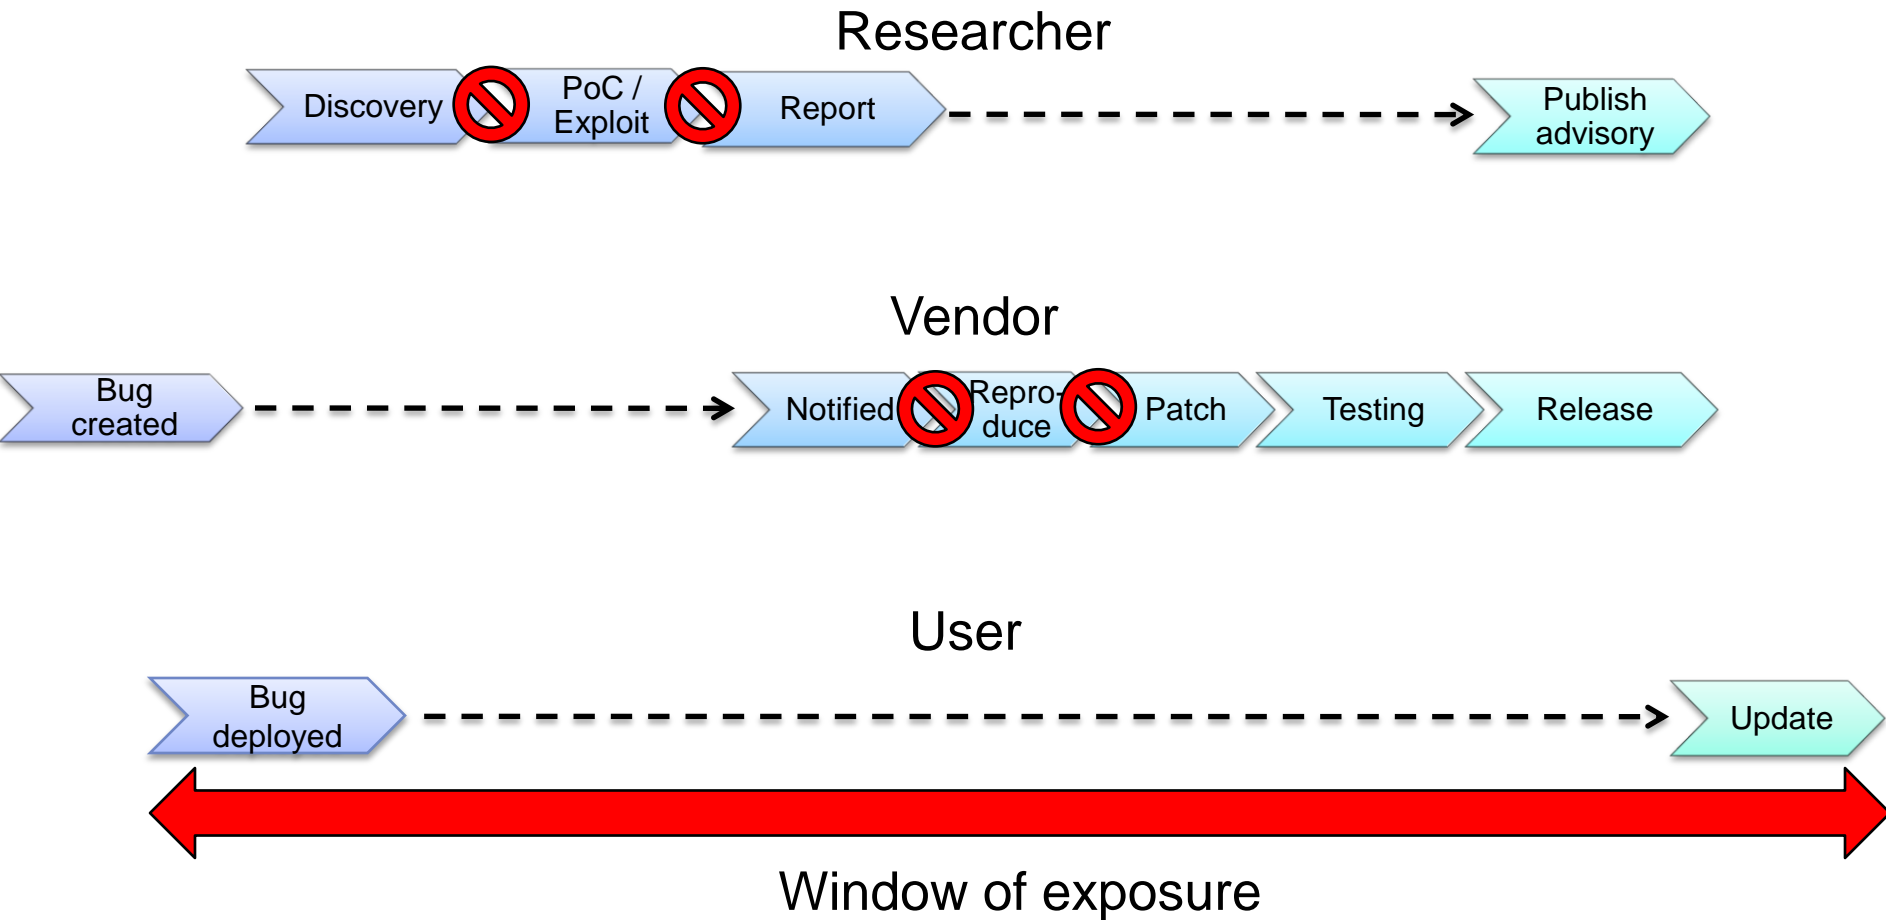 Researcher
Discovery
PoC /
Exploit
Report
Publish
advisory
Vendor
Bug
created
Notified
Repro-
duce
Patch
Testing
Release
User
Bug
deployed
Update
Window of exposure